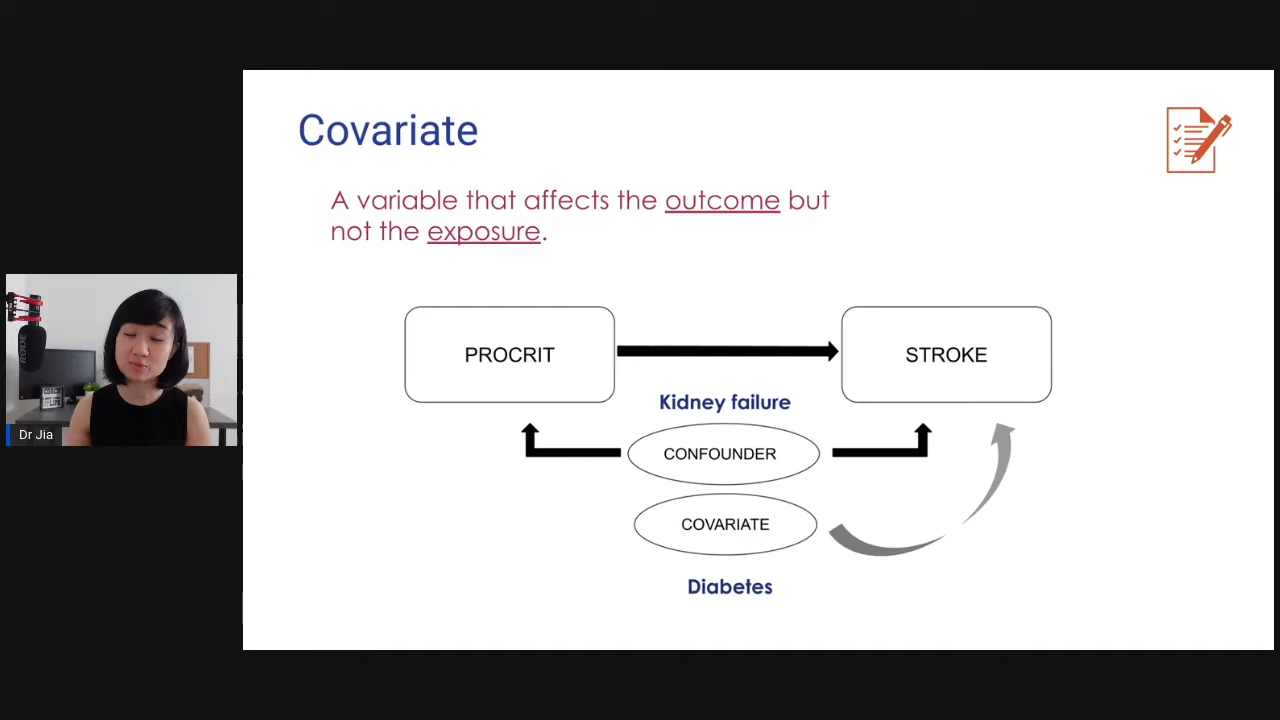 Covariate
A variable that affects the outcome but
not the exposure.
PROCRIT
STROKE
Kidney failure
CONFOUNDER
COVARIATE
Diabetes
RODE
Dr Jia